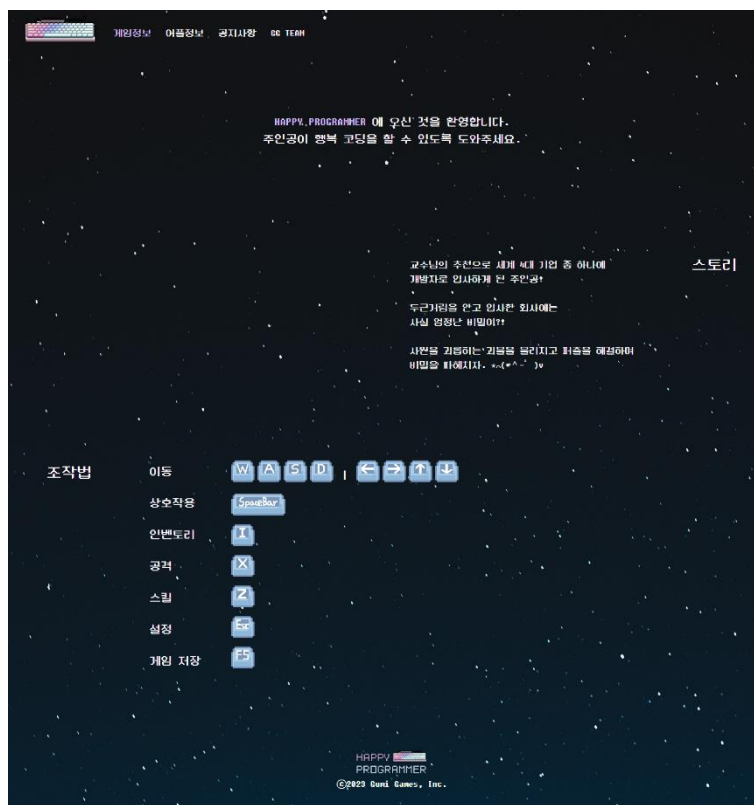 게임정보 어플정보 공지사항 GG TEAM
HAPPY PROGRAMMER 에 오신 것을 환영합니다.
주인공이 행복 코딩을 할 수 있도록 도와주세요.
스토리
교수님의 추천으로 세계 4대 기업 중 하나에
개발자로 입사하게 된 주인공!
두근거림을 안고 입사한 회사에는
사실 엄청난 비밀이?!
사원을 괴롭히는 괴물을 물리치고 퍼즐을 해결하며
비밀을 파헤치자.
조작법
이동 W A S D | ← → ↑ ↓
상호작용 SpaceBar
인벤토리 I
공격 X
스킬 Z
설정 Esc
게임 저장 F5
HAPPY
PROGRAMMER
©2023 Gumi Games, Inc.